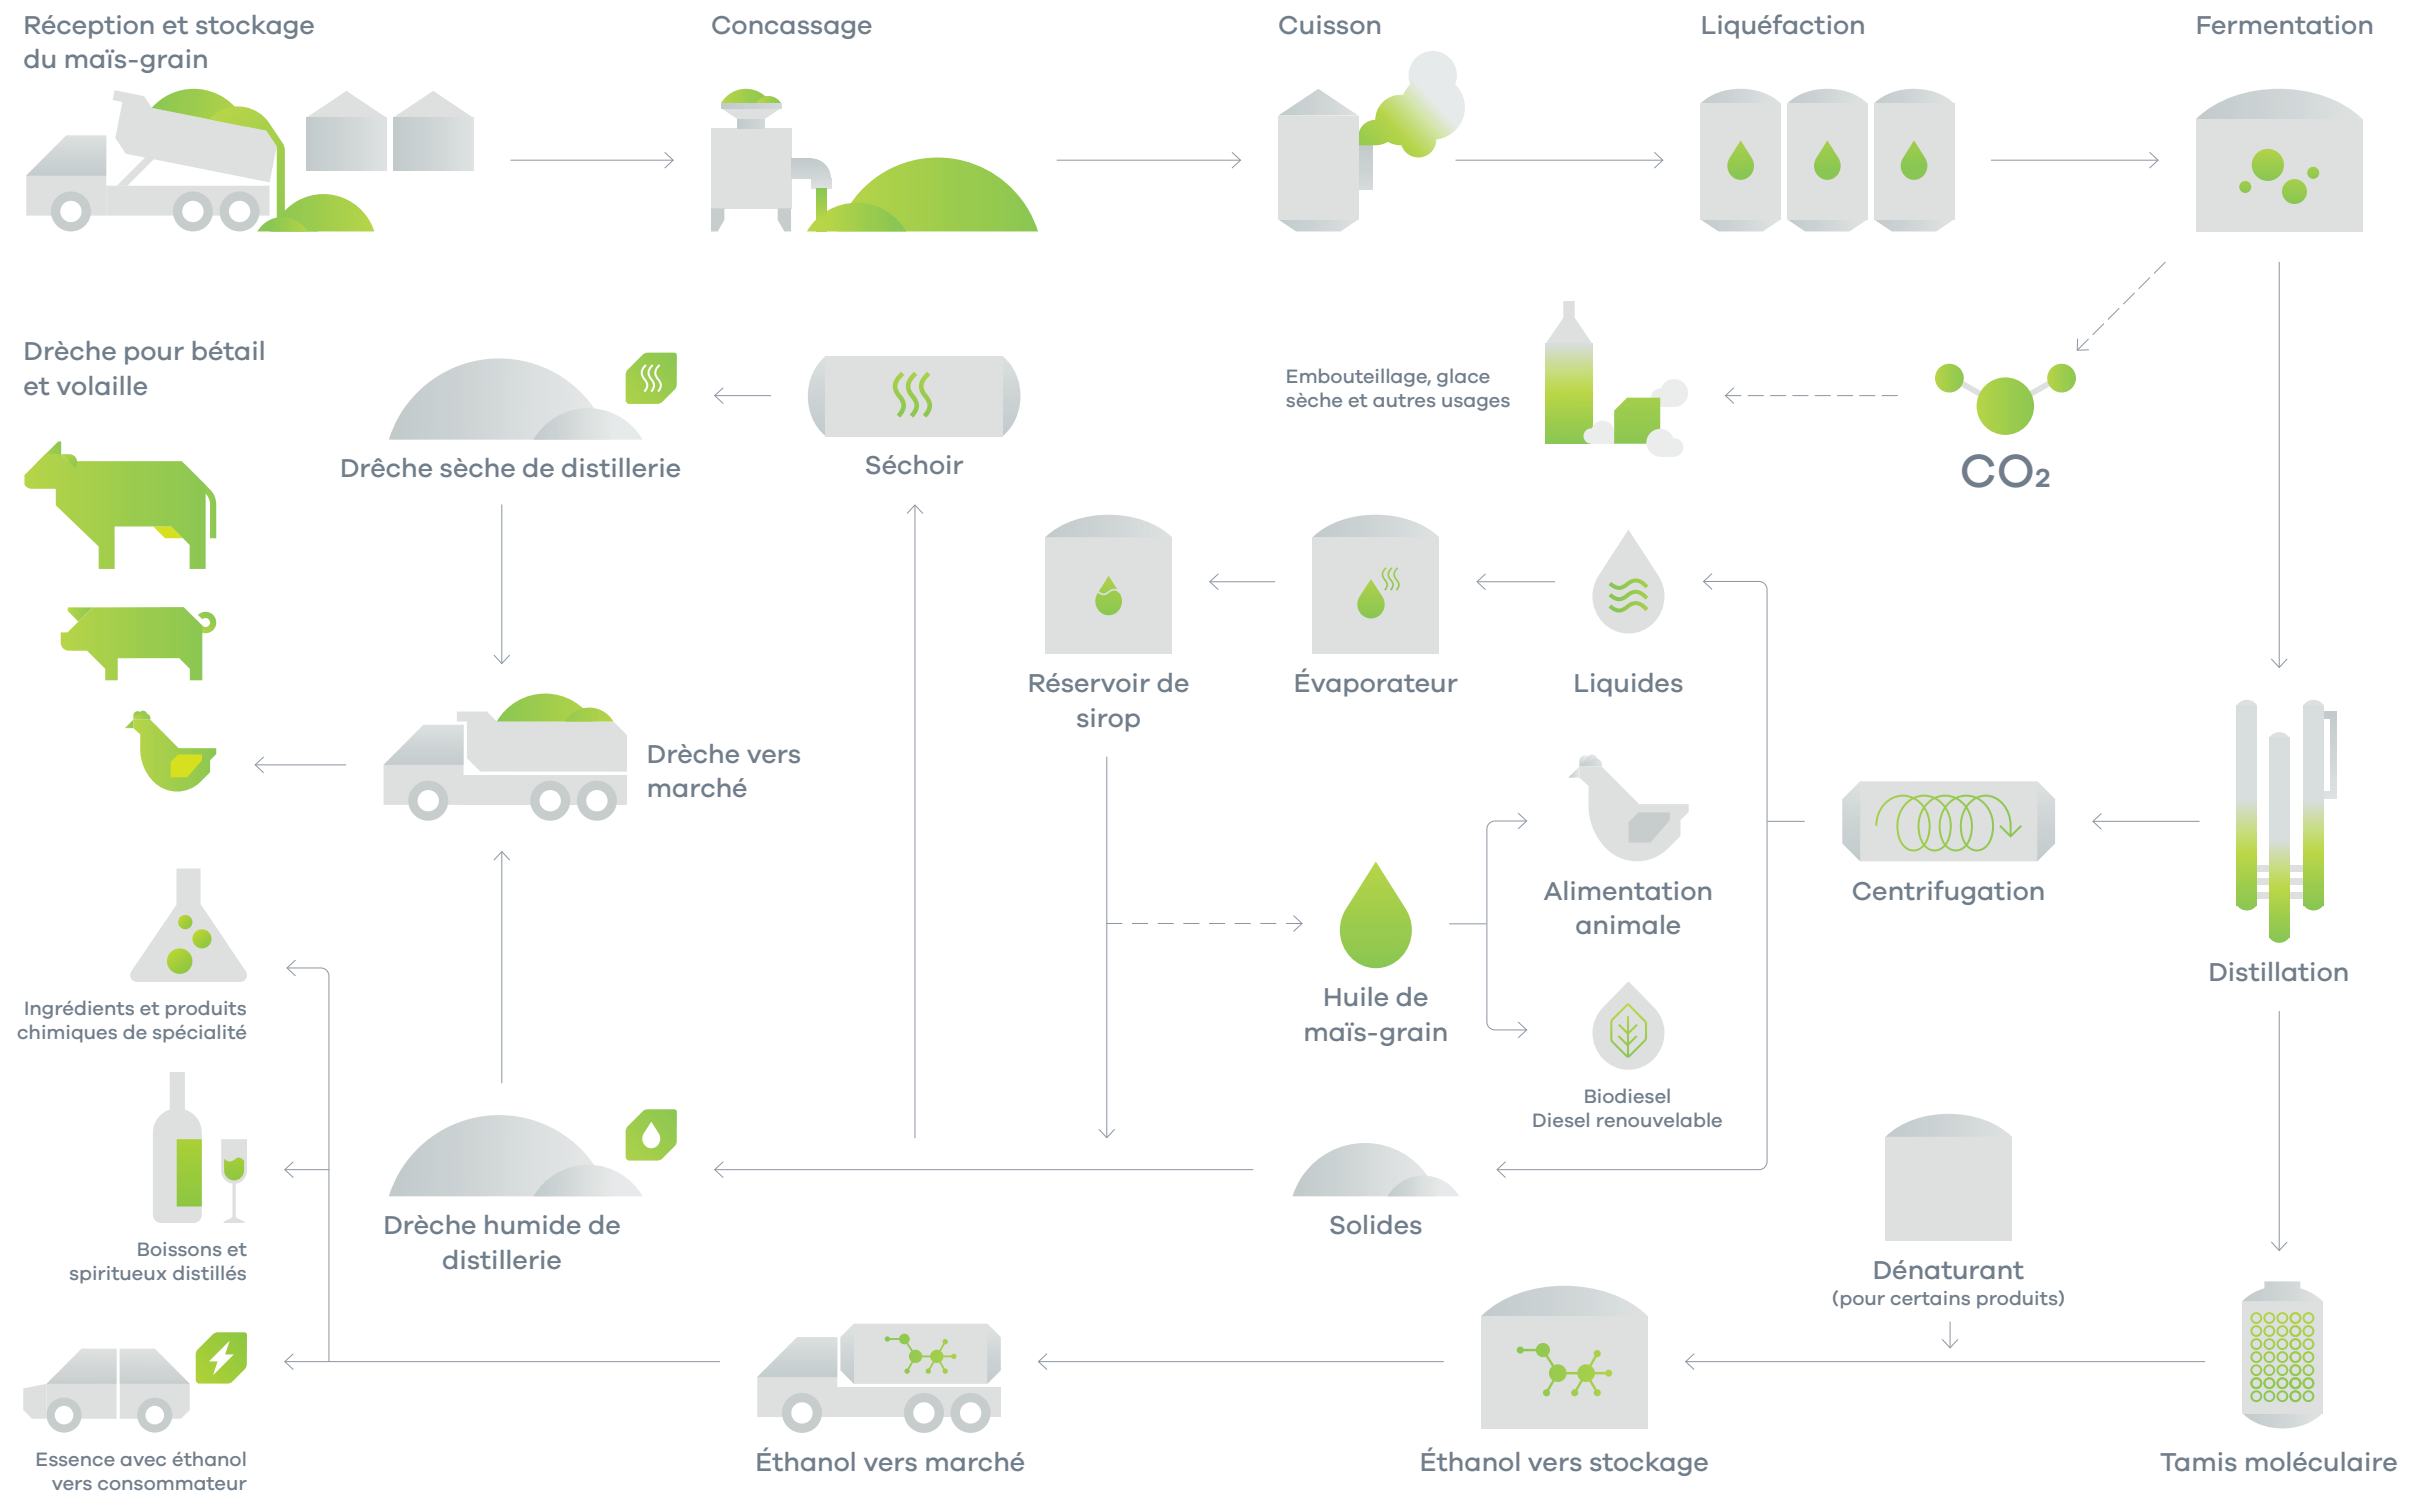 Réception et stockage
du maïs-grain
Concassage
Cuisson
Liquéfaction
Fermentation
Drèche pour bétail
et volaille
Drêche sèche de distillerie
Séchoir
Embouteillage, glace
sèche et autres usages
CO₂
Réservoir de
sirop
Évaporateur
Liquides
Drèche vers
marché
Alimentation
animale
Centrifugation
Distillation
Huile de
maïs-grain
Ingrédients et produits
chimiques de spécialité
Biodiesel
Diesel renouvelable
Boissons et
spiritueux distillés
Drèche humide de
distillerie
Solides
Dénaturant
(pour certains produits)
Essence avec éthanol
vers consommateur
Éthanol vers marché
Éthanol vers stockage
Tamis moléculaire